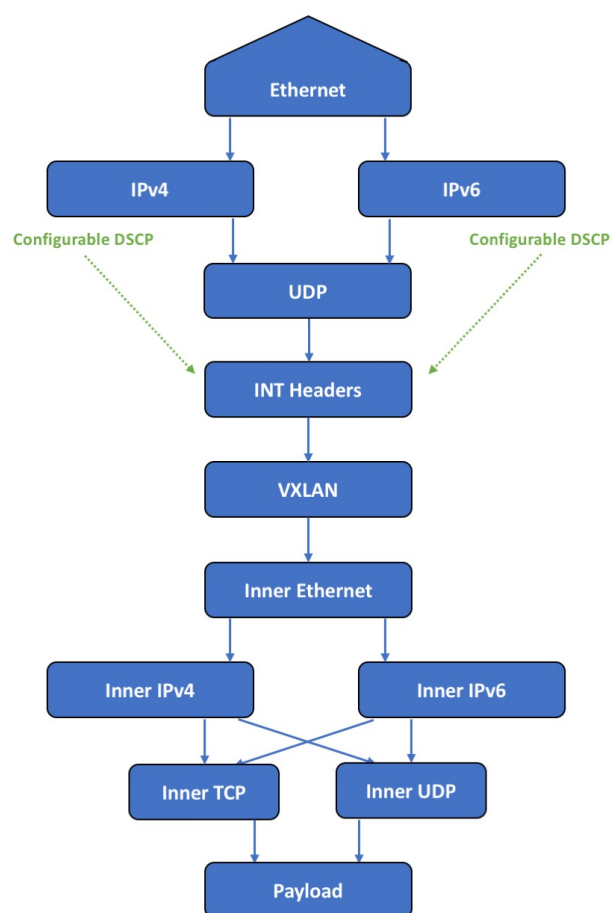 Ethernet
IPv4
IPv6
Configurable DSCP
Configurable DSCP
UDP
INT Headers
VXLAN
Inner Ethernet
Inner IPv4
Inner IPv6
Inner TCP
Inner UDP
Payload